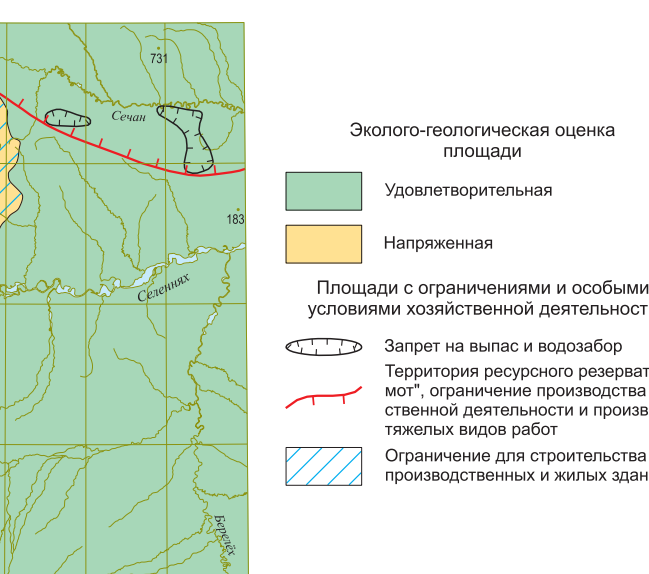 731
Сечан
183
Селеннях
Берелёх
Эколого-геологическая оценка
площади
Удовлетворительная
Напряженная
Площади с ограничениями и особыми
условиями хозяйственной деятельност
Запрет на выпас и водозабор
Территория ресурсного резерват
мот", ограничение производства
ственной деятельности и произв
тяжелых видов работ
Ограничение для строительства
производственных и жилых здан